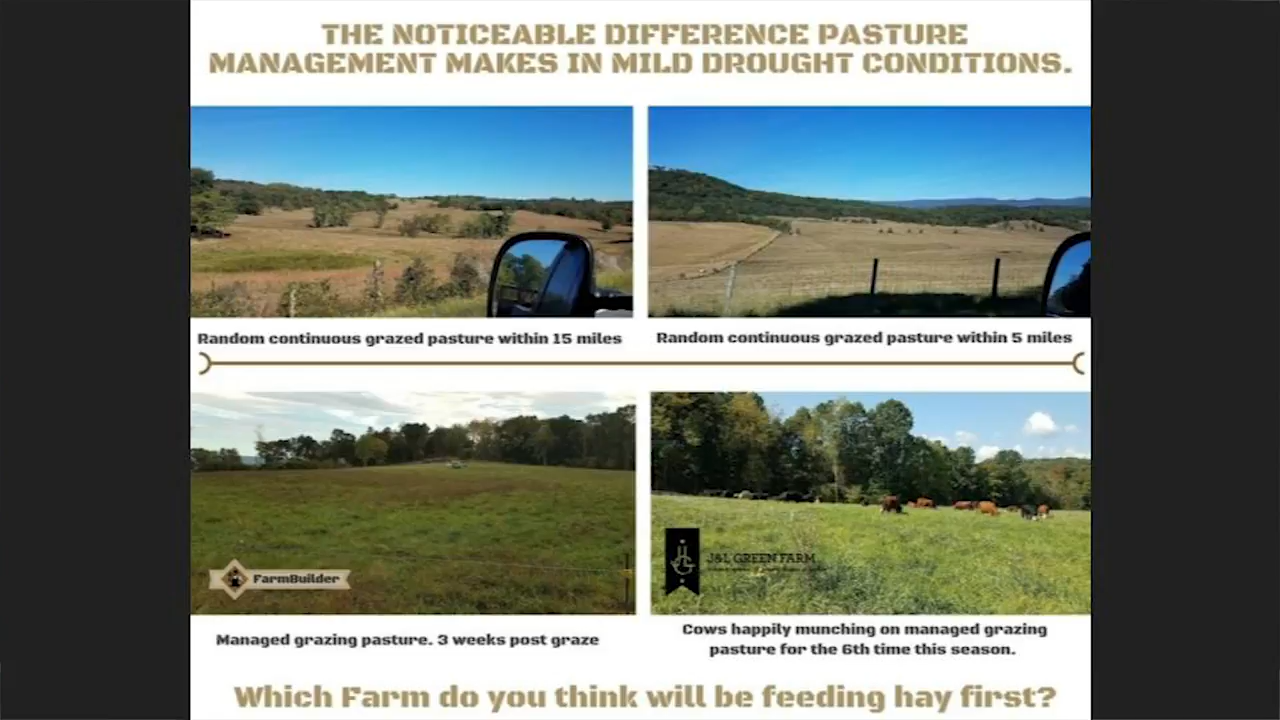 THE NOTICEABLE DIFFERENCE PASTURE
MANAGEMENT MAKES IN MILD DROUGHT CONDITIONS.
Random continuous grazed pasture within 15 miles
Random continuous grazed pasture within 5 miles
FarmBuilder
J&L GREEN FARM
Managed grazing pasture. 3 weeks post graze
Cows happily munching on managed grazing
pasture for the 6th time this season.
Which Farm do you think will be feeding hay first?